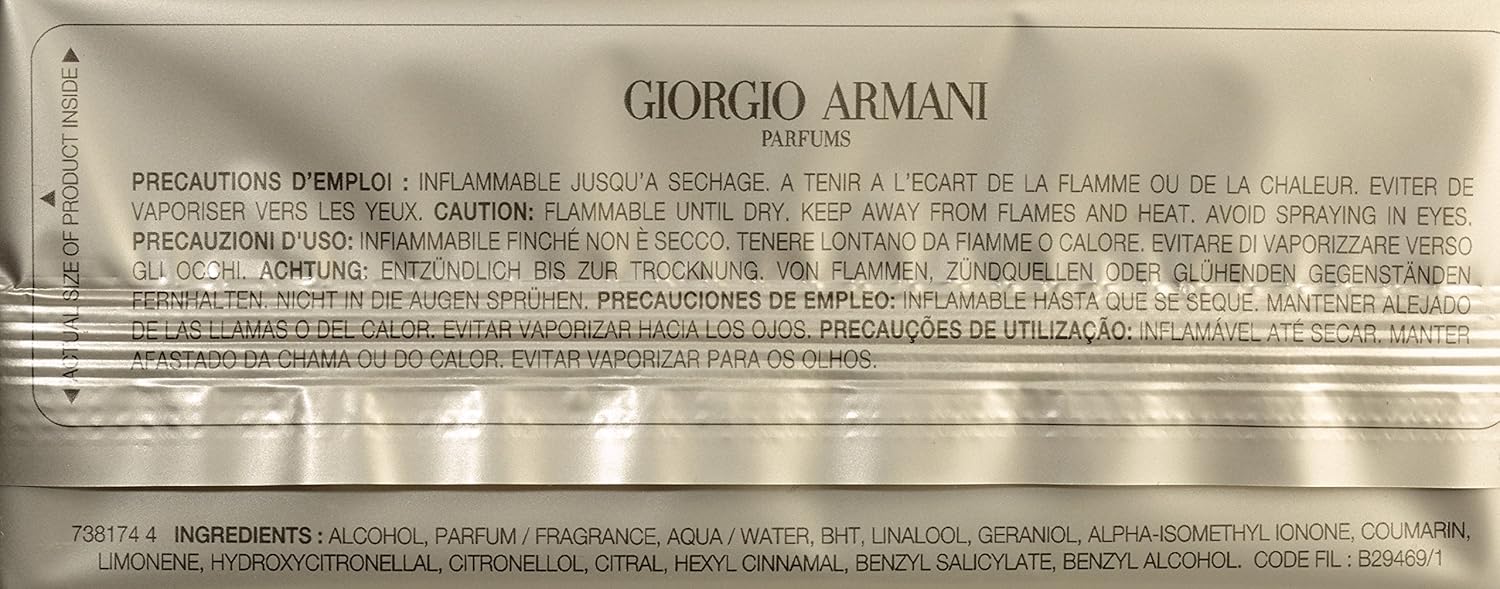 ACTUAL SIZE OF PRODUCT INSIDE
GIORGIO ARMANI
PARFUMS
PRECAUTIONS D'EMPLOI : INFLAMMABLE JUSQU'A SECHAGE. A TENIR A L'ECART DE LA FLAMME OU DE LA CHALEUR. EVITER DE
VAPORISER VERS LES YEUX. CAUTION: FLAMMABLE UNTIL DRY. KEEP AWAY FROM FLAMES AND HEAT. AVOID SPRAYING IN EYES.
PRECAUZIONI D'USO: INFIAMMABILE FINCHÉ NON È SECCO. TENERE LONTANO DA FIAMME O CALORE. EVITARE DI VAPORIZZARE VERSO
GLI OCCHI. ACHTUNG: ENTZÜNDLICH BIS ZUR TROCKNUNG. VON FLAMMEN, ZÜNDQUELLEN ODER GLÜHENDEN GEGENSTÄNDEN
FERNHALTEN. NICHT IN DIE AUGEN SPRÜHEN. PRECAUCIONES DE EMPLEO: INFLAMABLE HASTA QUE SE SEQUE. MANTENER ALEJADO
DE LAS LLAMAS O DEL CALOR. EVITAR VAPORIZAR HACIA LOS OJOS. PRECAUÇÕES DE UTILIZAÇÃO: INFLAMÁVEL ATÉ SECAR. MANTER
AFASTADO DA CHAMA OU DO CALOR. EVITAR VAPORIZAR PARA OS OLHOS.
738174 4 INGREDIENTS : ALCOHOL, PARFUM / FRAGRANCE, AQUA / WATER, BHT, LINALOOL, GERANIOL, ALPHA-ISOMETHYL IONONE, COUMARIN,
LIMONENE, HYDROXYCITRONELLAL, CITRONELLOL, CITRAL, HEXYL CINNAMAL, BENZYL SALICYLATE, BENZYL ALCOHOL. CODE FIL : B29469/1